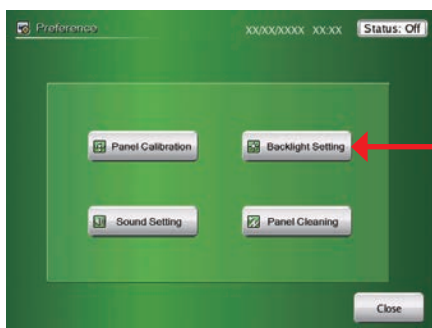 Preference XX/XX/XXXX XX:XX Status: Off
Panel Calibration Backlight Setting
Sound Setting Panel Cleaning
Close